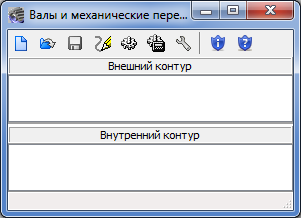 Валы и механические пере...
Внешний контур
Внутренний контур